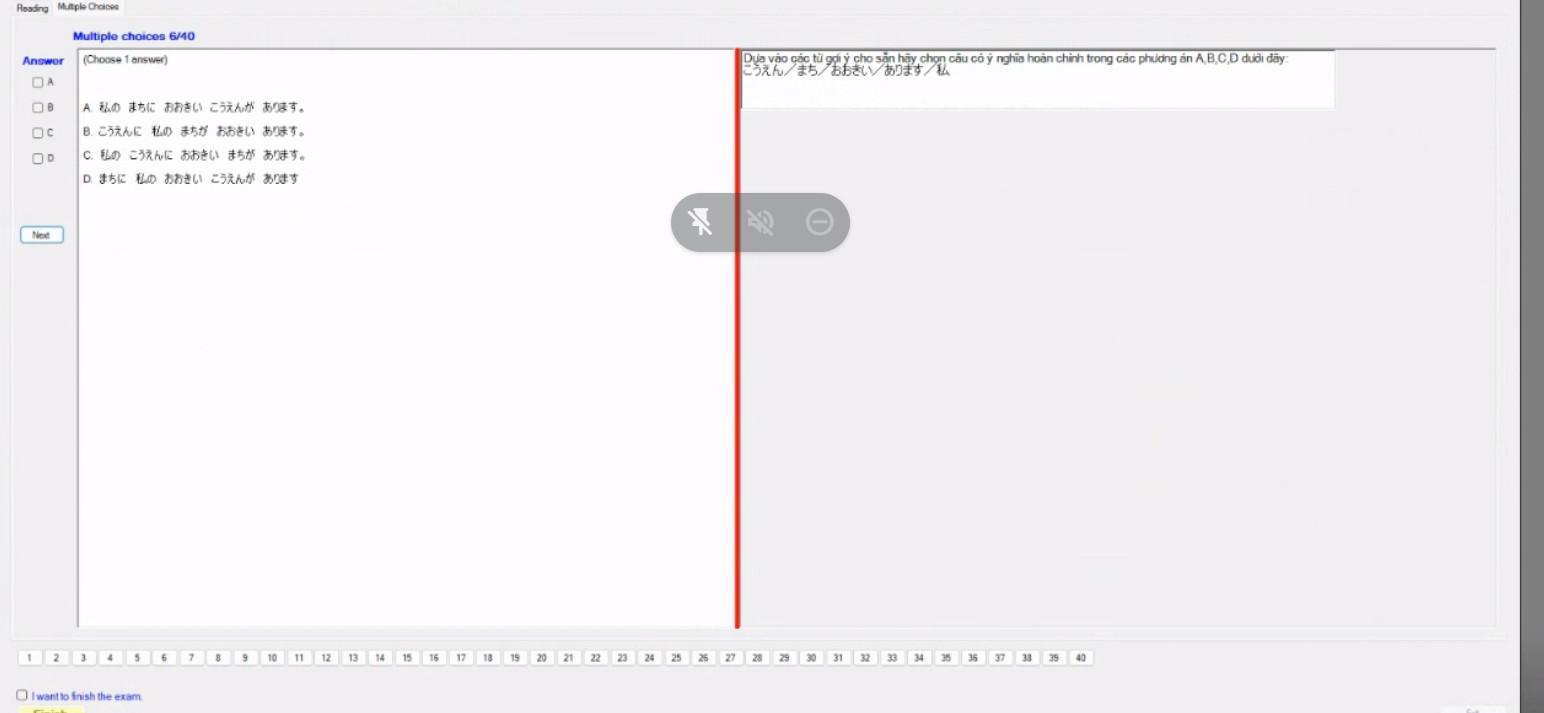 Reading Multiple Choices
Multiple choices 6/40
Answer
A
B
C
D
Next
(Choose 1 answer)
A. 私の まちに おおきい こうえんが あります。
B. こうえんに 私の まちが おおきい あります。
C. 私の こうえんに おおきい まちが あります。
D. まちに 私の おおきい こうえんが あります
Dựa vào các từ gợi ý cho sẵn hãy chọn câu có ý nghĩa hoàn chỉnh trong các phương án A,B,C,D dưới đây:
こうえん／まち／おおきい／あります／私
1 2 3 4 5 6 7 8 9 10 11 12 13 14 15 16 17 18 19 20 21 22 23 24 25 26 27 28 29 30 31 32 33 34 35 36 37 38 39 40
I want to finish the exam.
Finish